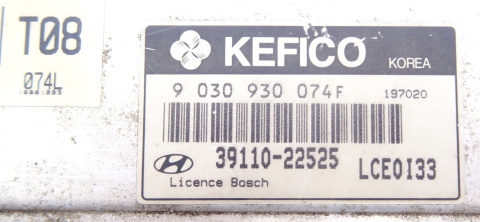 T08
074L
KEFICO
KOREA
9 030 930 074F 197020
39110-22525 LCE0I33
Licence Bosch